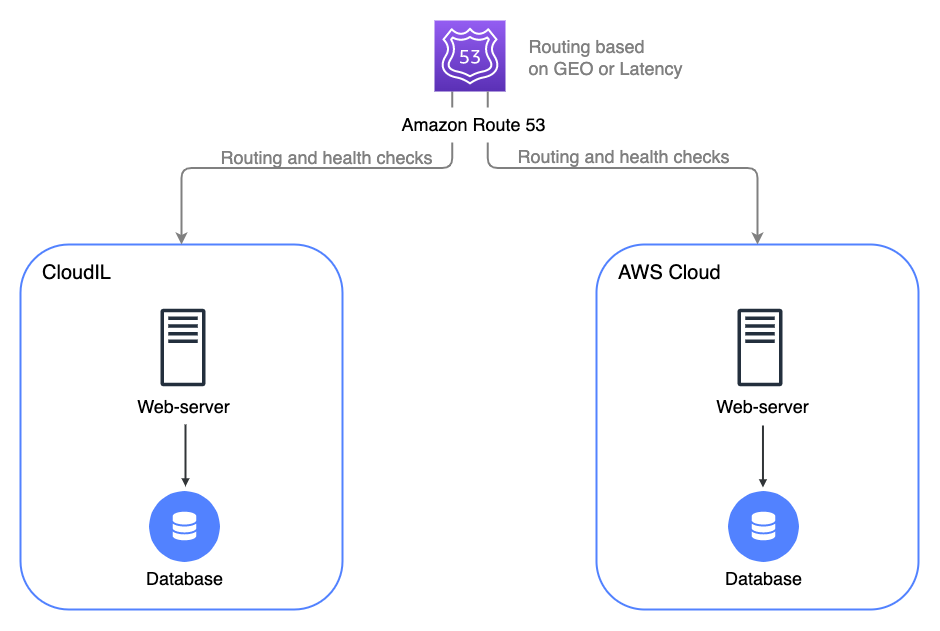 53
Routing based
on GEO or Latency
Amazon Route 53
Routing and health checks
Routing and health checks
CloudIL
Web-server
Database
AWS Cloud
Web-server
Database